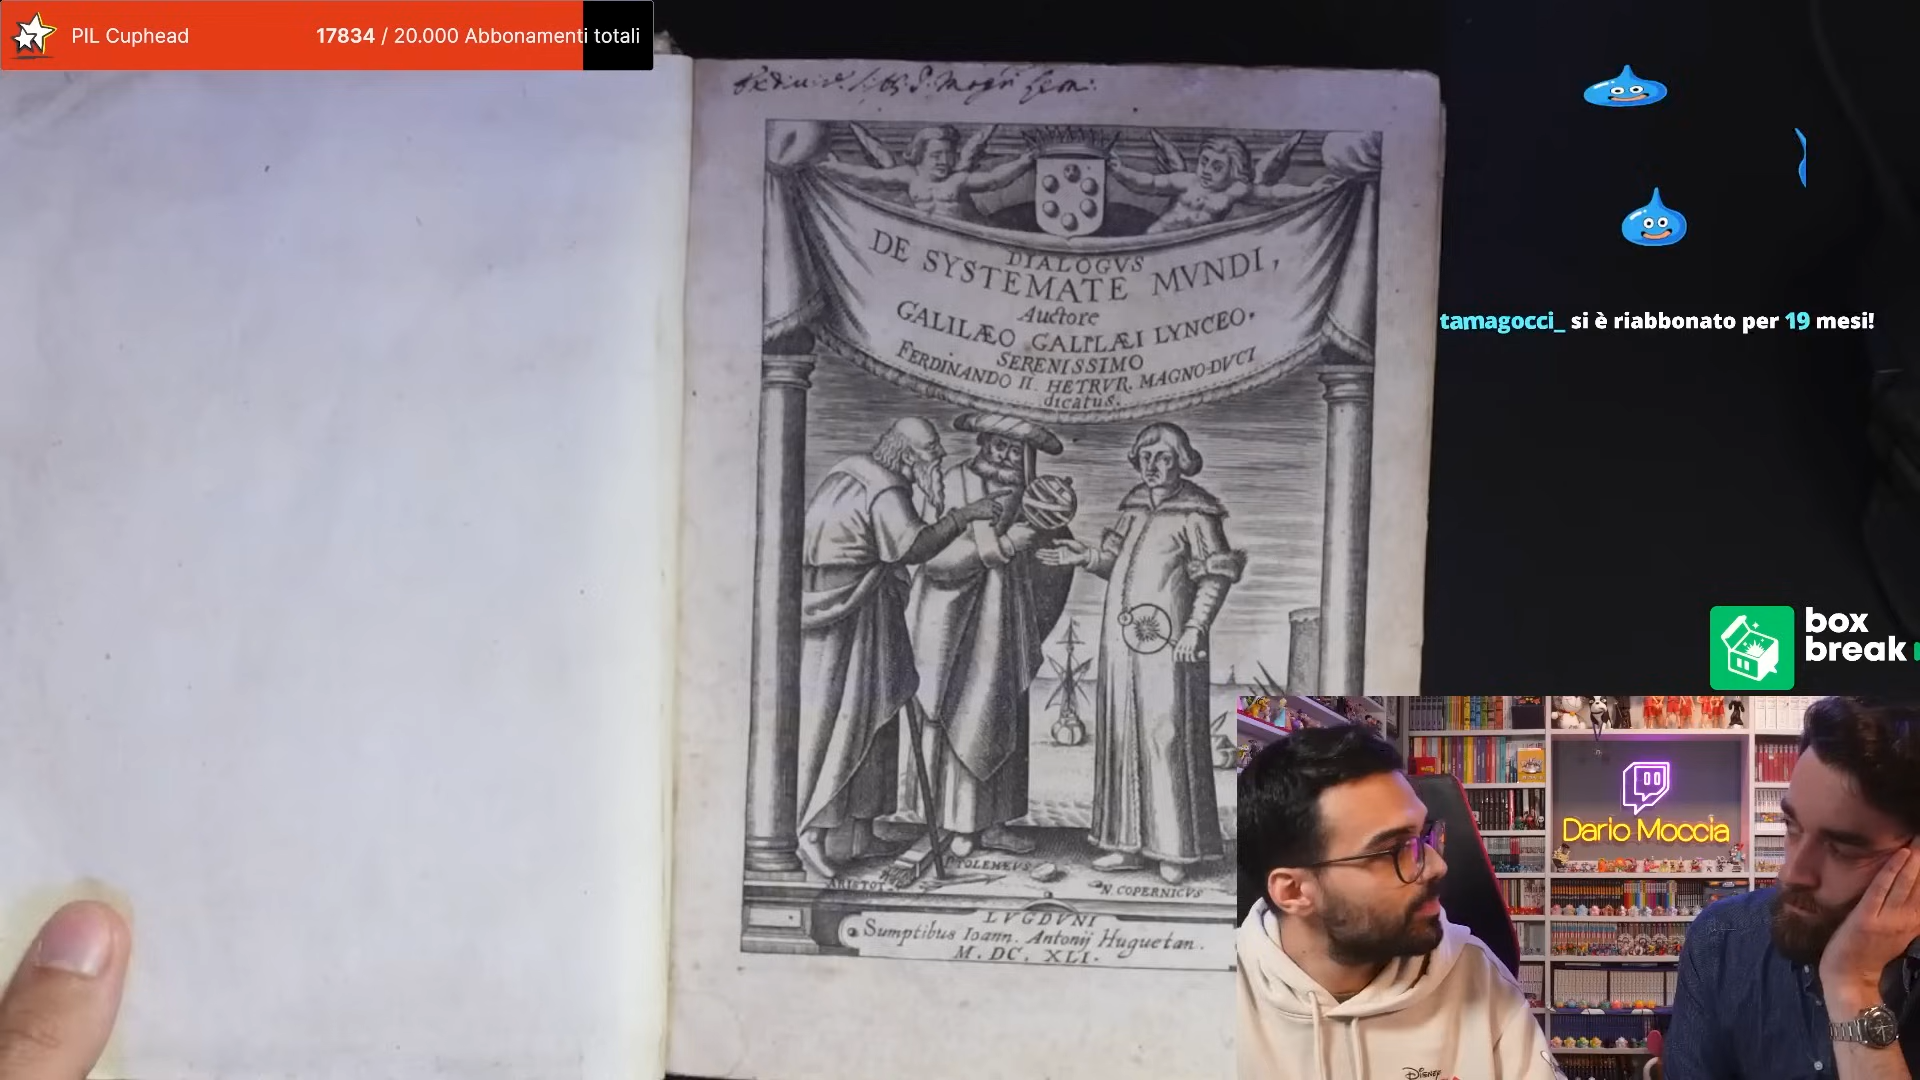 PIL Cuphead
17834 / 20.000 Abbonamenti totali
DIALOGVS
DE SYSTEMATE MVNDI,
Auctore
GALILÆO GALILÆI LYNCEO.
SERENISSIMO
FERDINANDO II. HETRVR. MAGNO-DVCI
dicatus.
tamagocci_ si è riabbonato per 19 mesi!
box
break
Dario Moccia
ARISTOT.
PTOLEMEVS
N. COPERNICVS
LVGDVNI
Sumptibus Ioann. Antonij Huguetan.
M. DC. XLI.
DISNEY